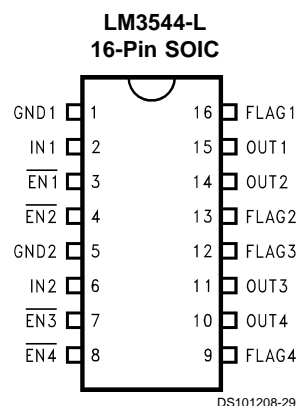 LM3544-L
16-Pin SOIC
GND1 1 16 FLAG1
IN1 2 15 OUT1
EN1 3 14 OUT2
EN2 4 13 FLAG2
GND2 5 12 FLAG3
IN2 6 11 OUT3
EN3 7 10 OUT4
EN4 8 9 FLAG4
DS101208-29